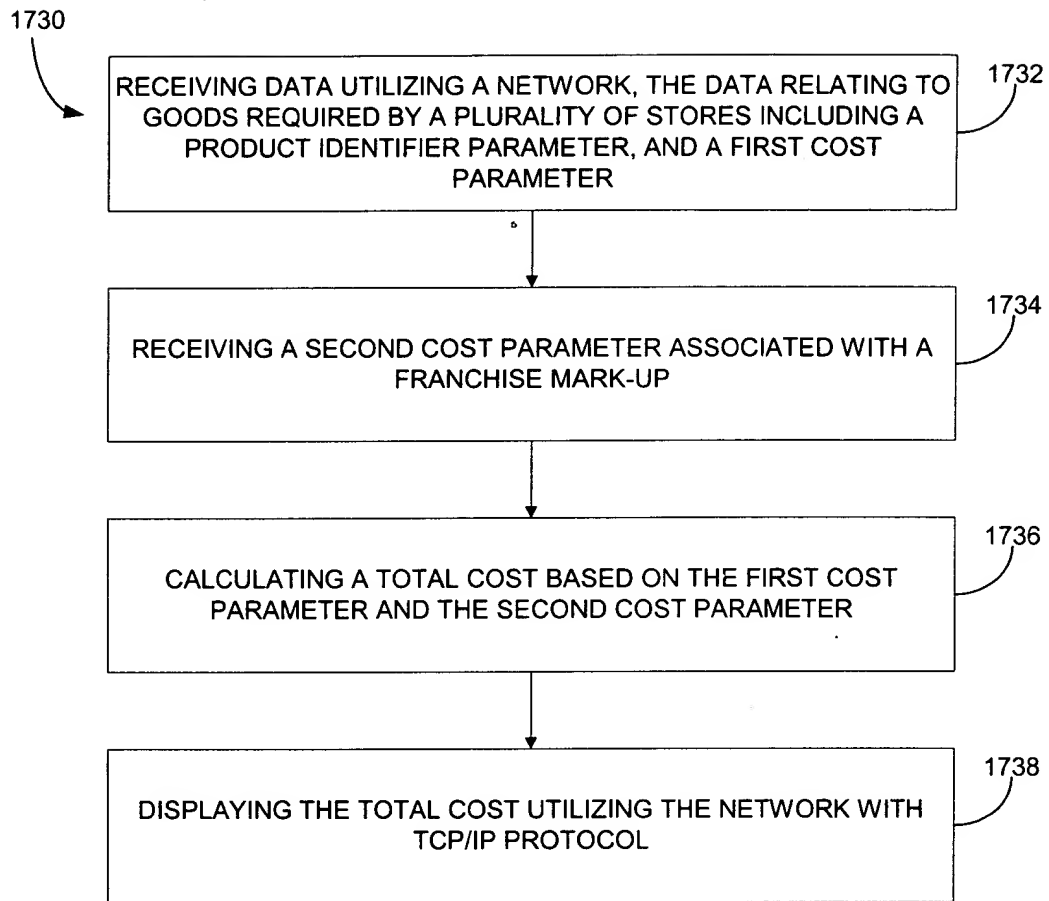 1730
1732
RECEIVING DATA UTILIZING A NETWORK, THE DATA RELATING TO
GOODS REQUIRED BY A PLURALITY OF STORES INCLUDING A
PRODUCT IDENTIFIER PARAMETER, AND A FIRST COST
PARAMETER
1734
RECEIVING A SECOND COST PARAMETER ASSOCIATED WITH A
FRANCHISE MARK-UP
1736
CALCULATING A TOTAL COST BASED ON THE FIRST COST
PARAMETER AND THE SECOND COST PARAMETER
1738
DISPLAYING THE TOTAL COST UTILIZING THE NETWORK WITH
TCP/IP PROTOCOL